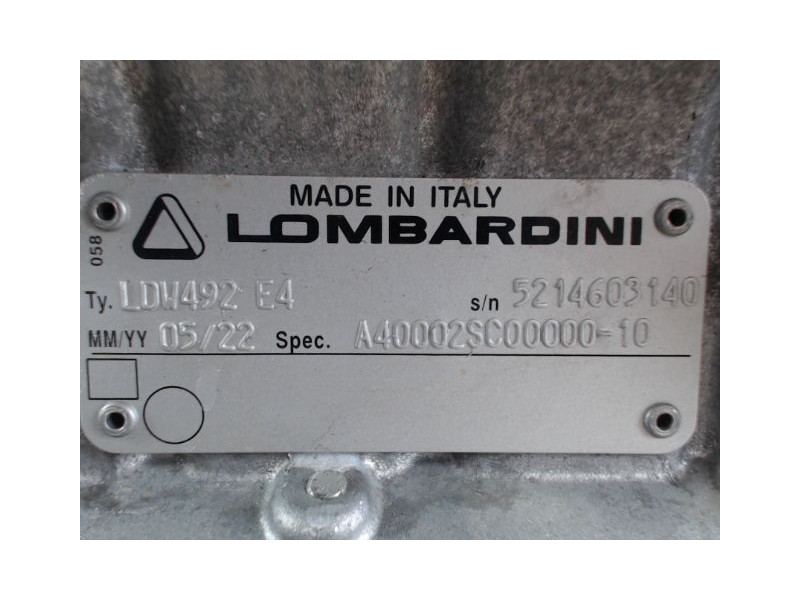 MADE IN ITALY
LOMBARDINI
058
Ty. LDW492 E4 s/n 5214603140
MM/YY 05/22 Spec. A40002SC00000-10